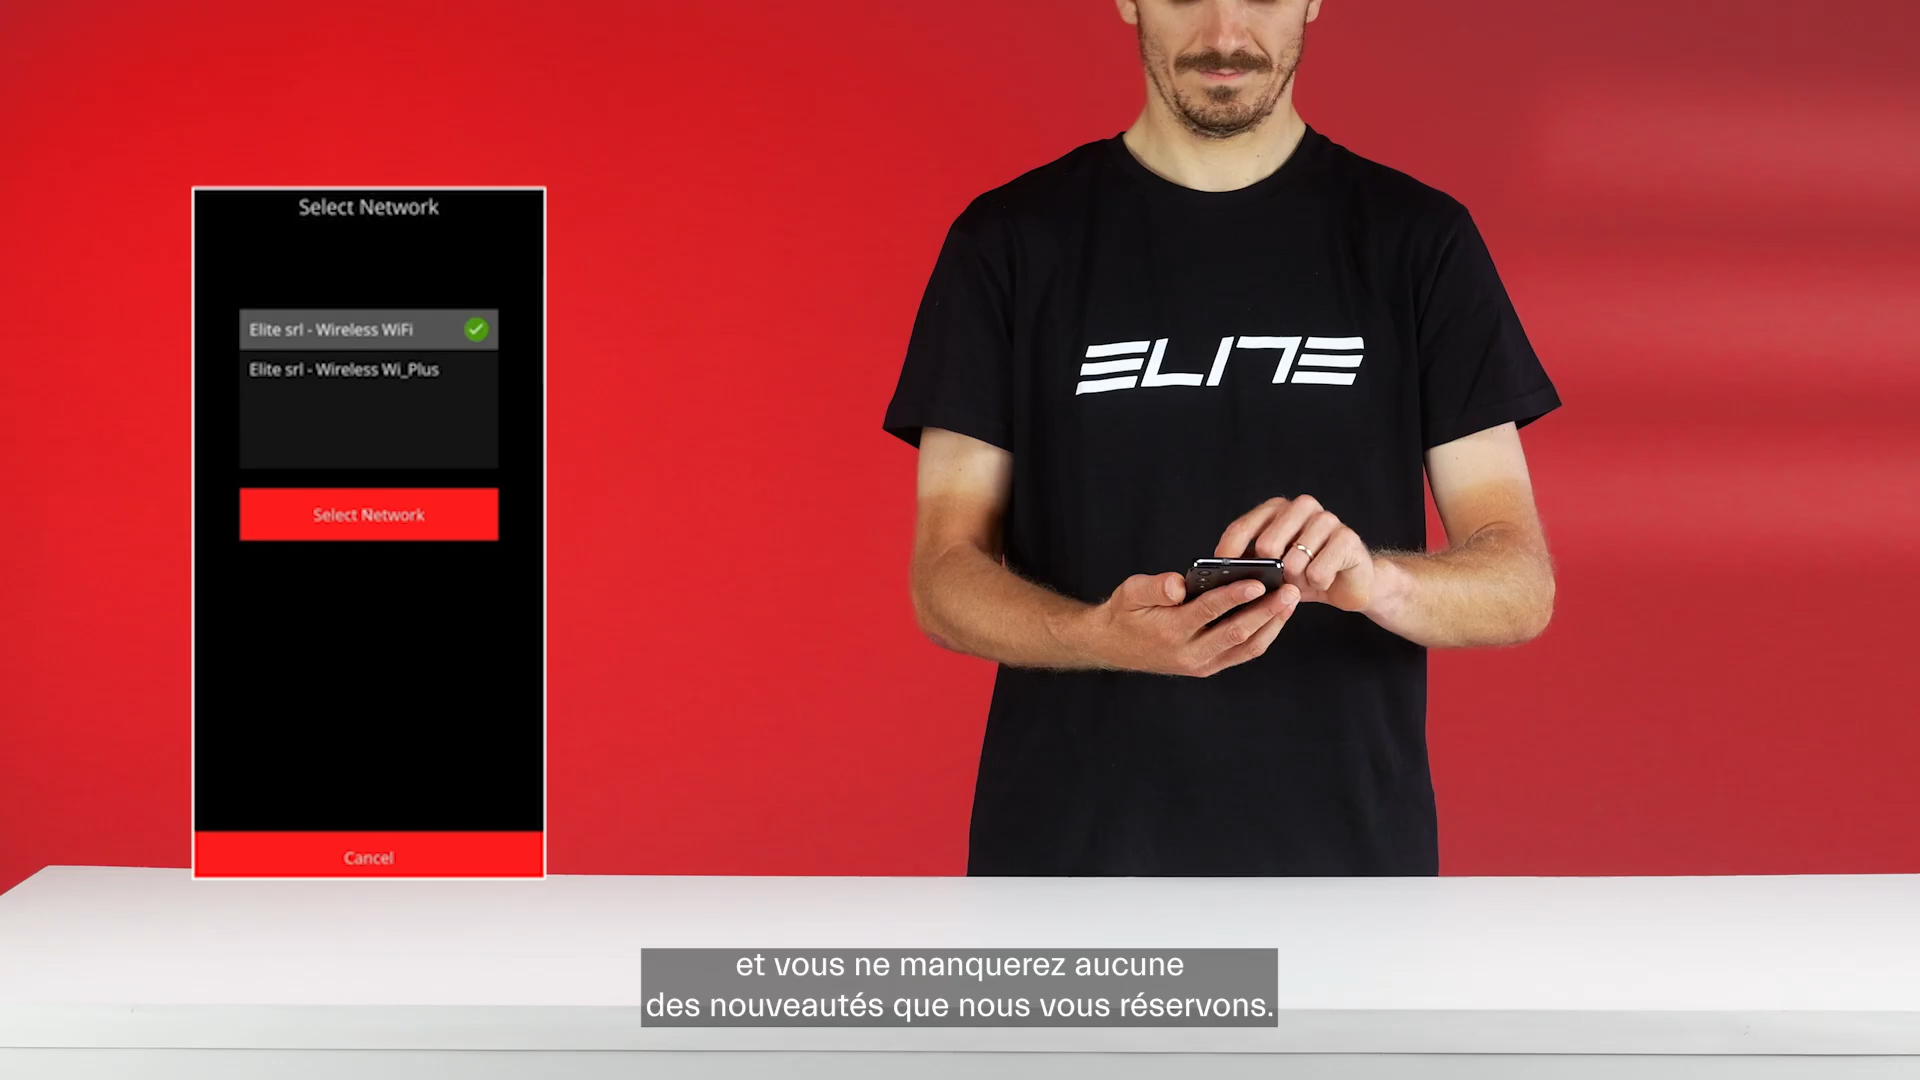 Select Network
Elite srl - Wireless WiFi
Elite srl - Wireless Wi_Plus
Select Network
Cancel
ELITE
et vous ne manquerez aucune
des nouveautés que nous vous réservons.